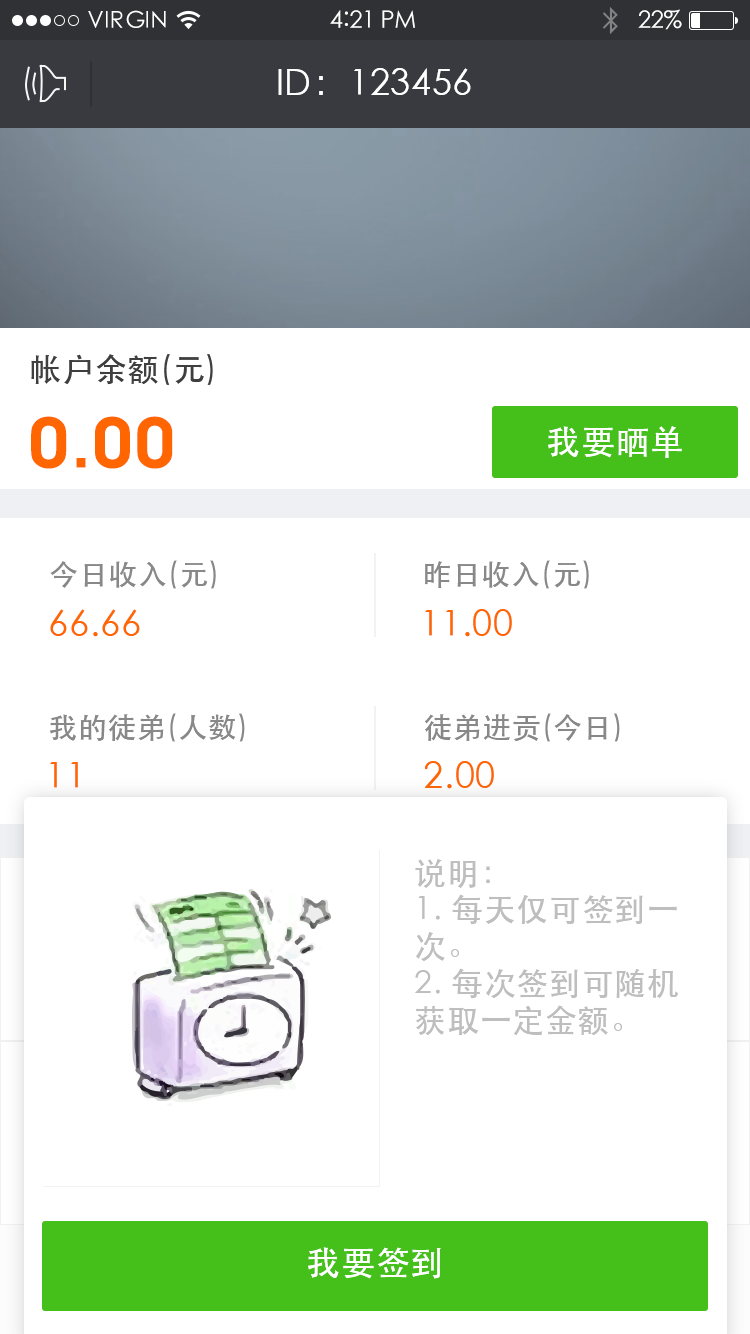 VIRGIN 4:21 PM 22%
ID：123456
帐户余额(元)
0.00
我要晒单
今日收入(元) 昨日收入(元)
66.66 11.00
我的徒弟(人数) 徒弟进贡(今日)
11 2.00
说明：
1. 每天仅可签到一
次。
2. 每次签到可随机
获取一定金额。
我要签到